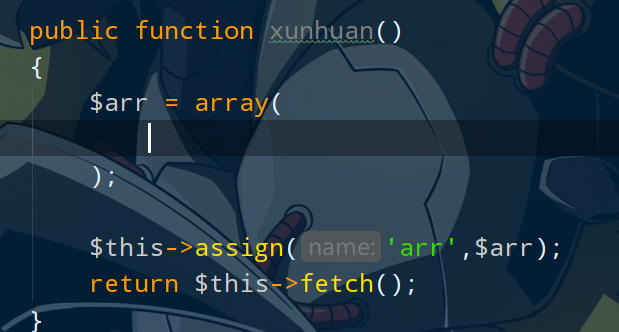 public function xunhuan()
{
$arr = array(
);
$this->assign( name: 'arr',$arr);
return $this->fetch();
}